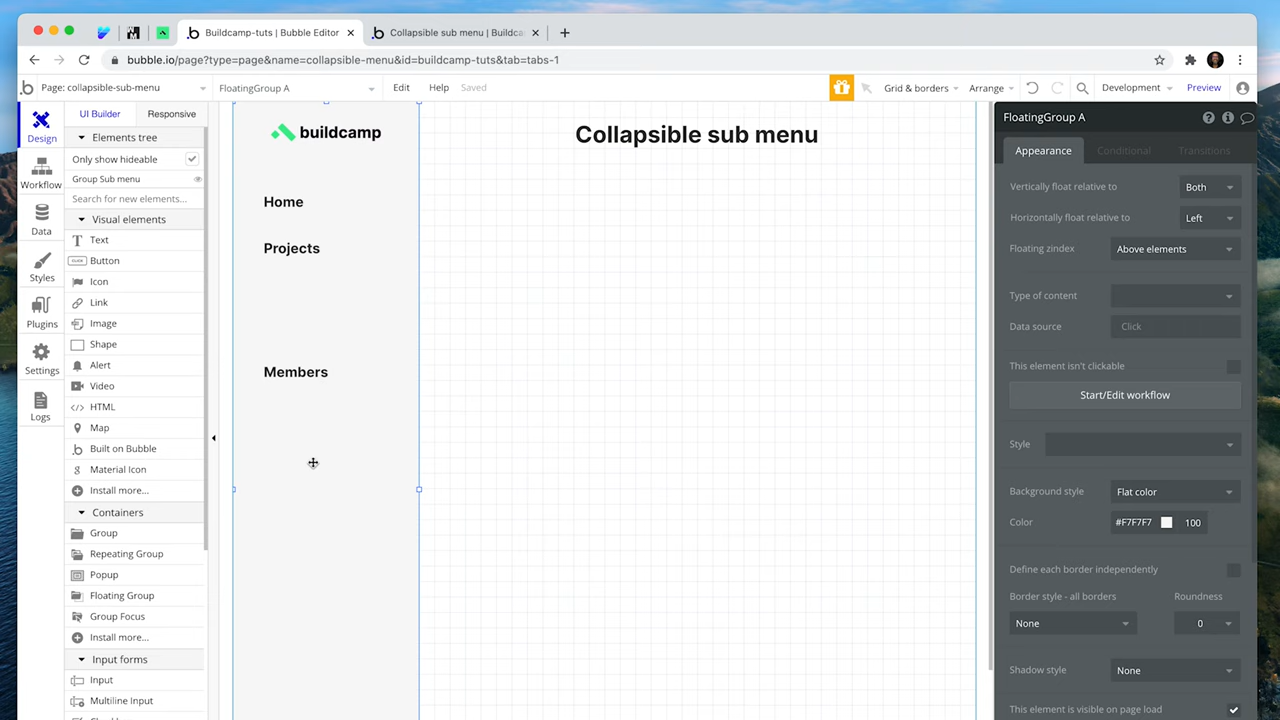 Buildcamp-tuts | Bubble Editor
Collapsible sub menu | Buildca
bubble.io/page?type=page&name=collapsible-menu&id=buildcamp-tuts&tab=tabs-1
Page: collapsible-sub-menu
FloatingGroup A
Edit
Help
Saved
Grid & borders
Arrange
Development
Preview
Design
Workflow
Data
Styles
Plugins
Settings
Logs
UI Builder
Responsive
Elements tree
Only show hideable
Group Sub menu
Search for new elements...
Visual elements
Text
CLICK Button
Icon
Link
Image
Shape
Alert
Video
</> HTML
Map
Built on Bubble
Material Icon
Install more...
Containers
Group
Repeating Group
Popup
Floating Group
Group Focus
Install more...
Input forms
Input
Multiline Input
buildcamp
Home
Projects
Members
Collapsible sub menu
FloatingGroup A
Appearance
Conditional
Transitions
Vertically float relative to
Both
Horizontally float relative to
Left
Floating zindex
Above elements
Type of content
Data source
Click
This element isn't clickable
Start/Edit workflow
Style
Background style
Flat color
Color
#F7F7F7
100
Define each border independently
Border style - all borders
Roundness
None
0
Shadow style
None
This element is visible on page load